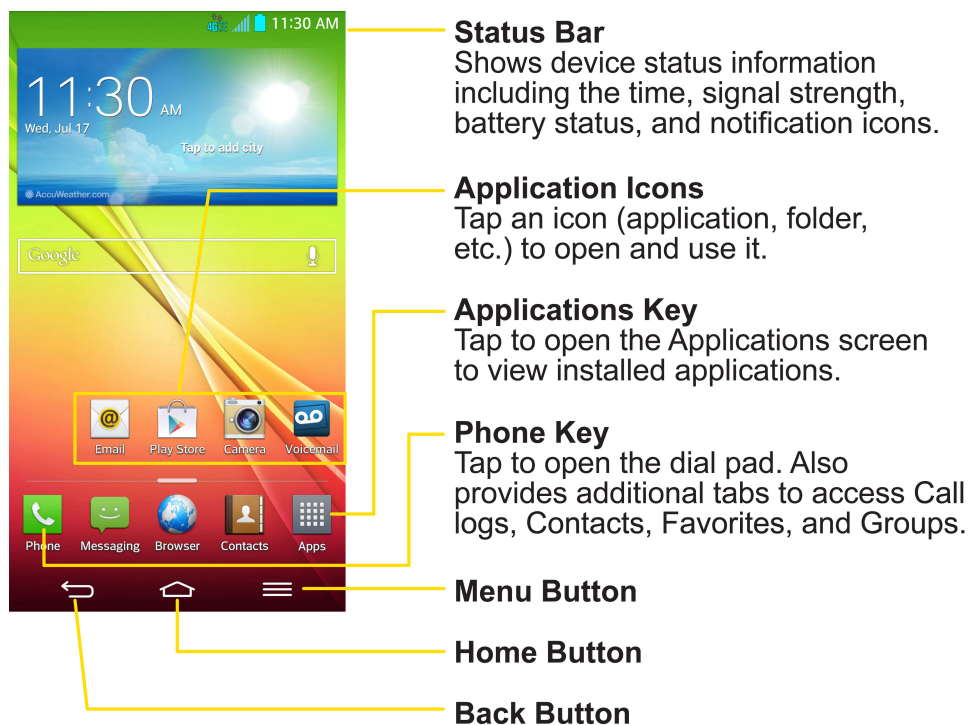 4G LTE 11:30 AM
11:30 AM
Wed, Jul 17
Tap to add city
AccuWeather.com
Google
Email Play Store Camera Voicemail
Phone Messaging Browser Contacts Apps
Status Bar
Shows device status information
including the time, signal strength,
battery status, and notification icons.
Application Icons
Tap an icon (application, folder,
etc.) to open and use it.
Applications Key
Tap to open the Applications screen
to view installed applications.
Phone Key
Tap to open the dial pad. Also
provides additional tabs to access Call
logs, Contacts, Favorites, and Groups.
Menu Button
Home Button
Back Button